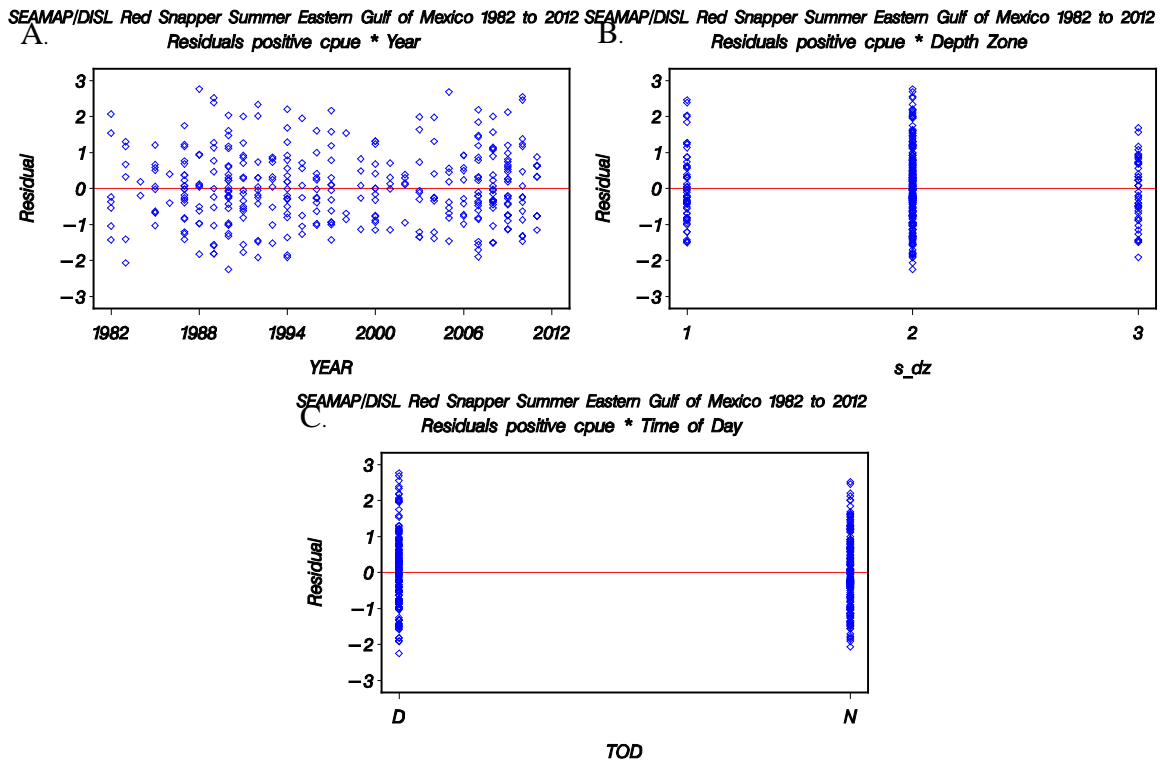 SEAMAP/DISL Red Snapper Summer Eastern Gulf of Mexico 1982 to 2012
A.
Residuals positive cpue * Year
3
2
1
0
−1
−2
−3
Residual
1982 1988 1994 2000 2006 2012
YEAR
SEAMAP/DISL Red Snapper Summer Eastern Gulf of Mexico 1982 to 2012
B.
Residuals positive cpue * Depth Zone
3
2
1
0
−1
−2
−3
Residual
1 2 3
s_dz
SEAMAP/DISL Red Snapper Summer Eastern Gulf of Mexico 1982 to 2012
C.
Residuals positive cpue * Time of Day
3
2
1
0
−1
−2
−3
Residual
D N
TOD